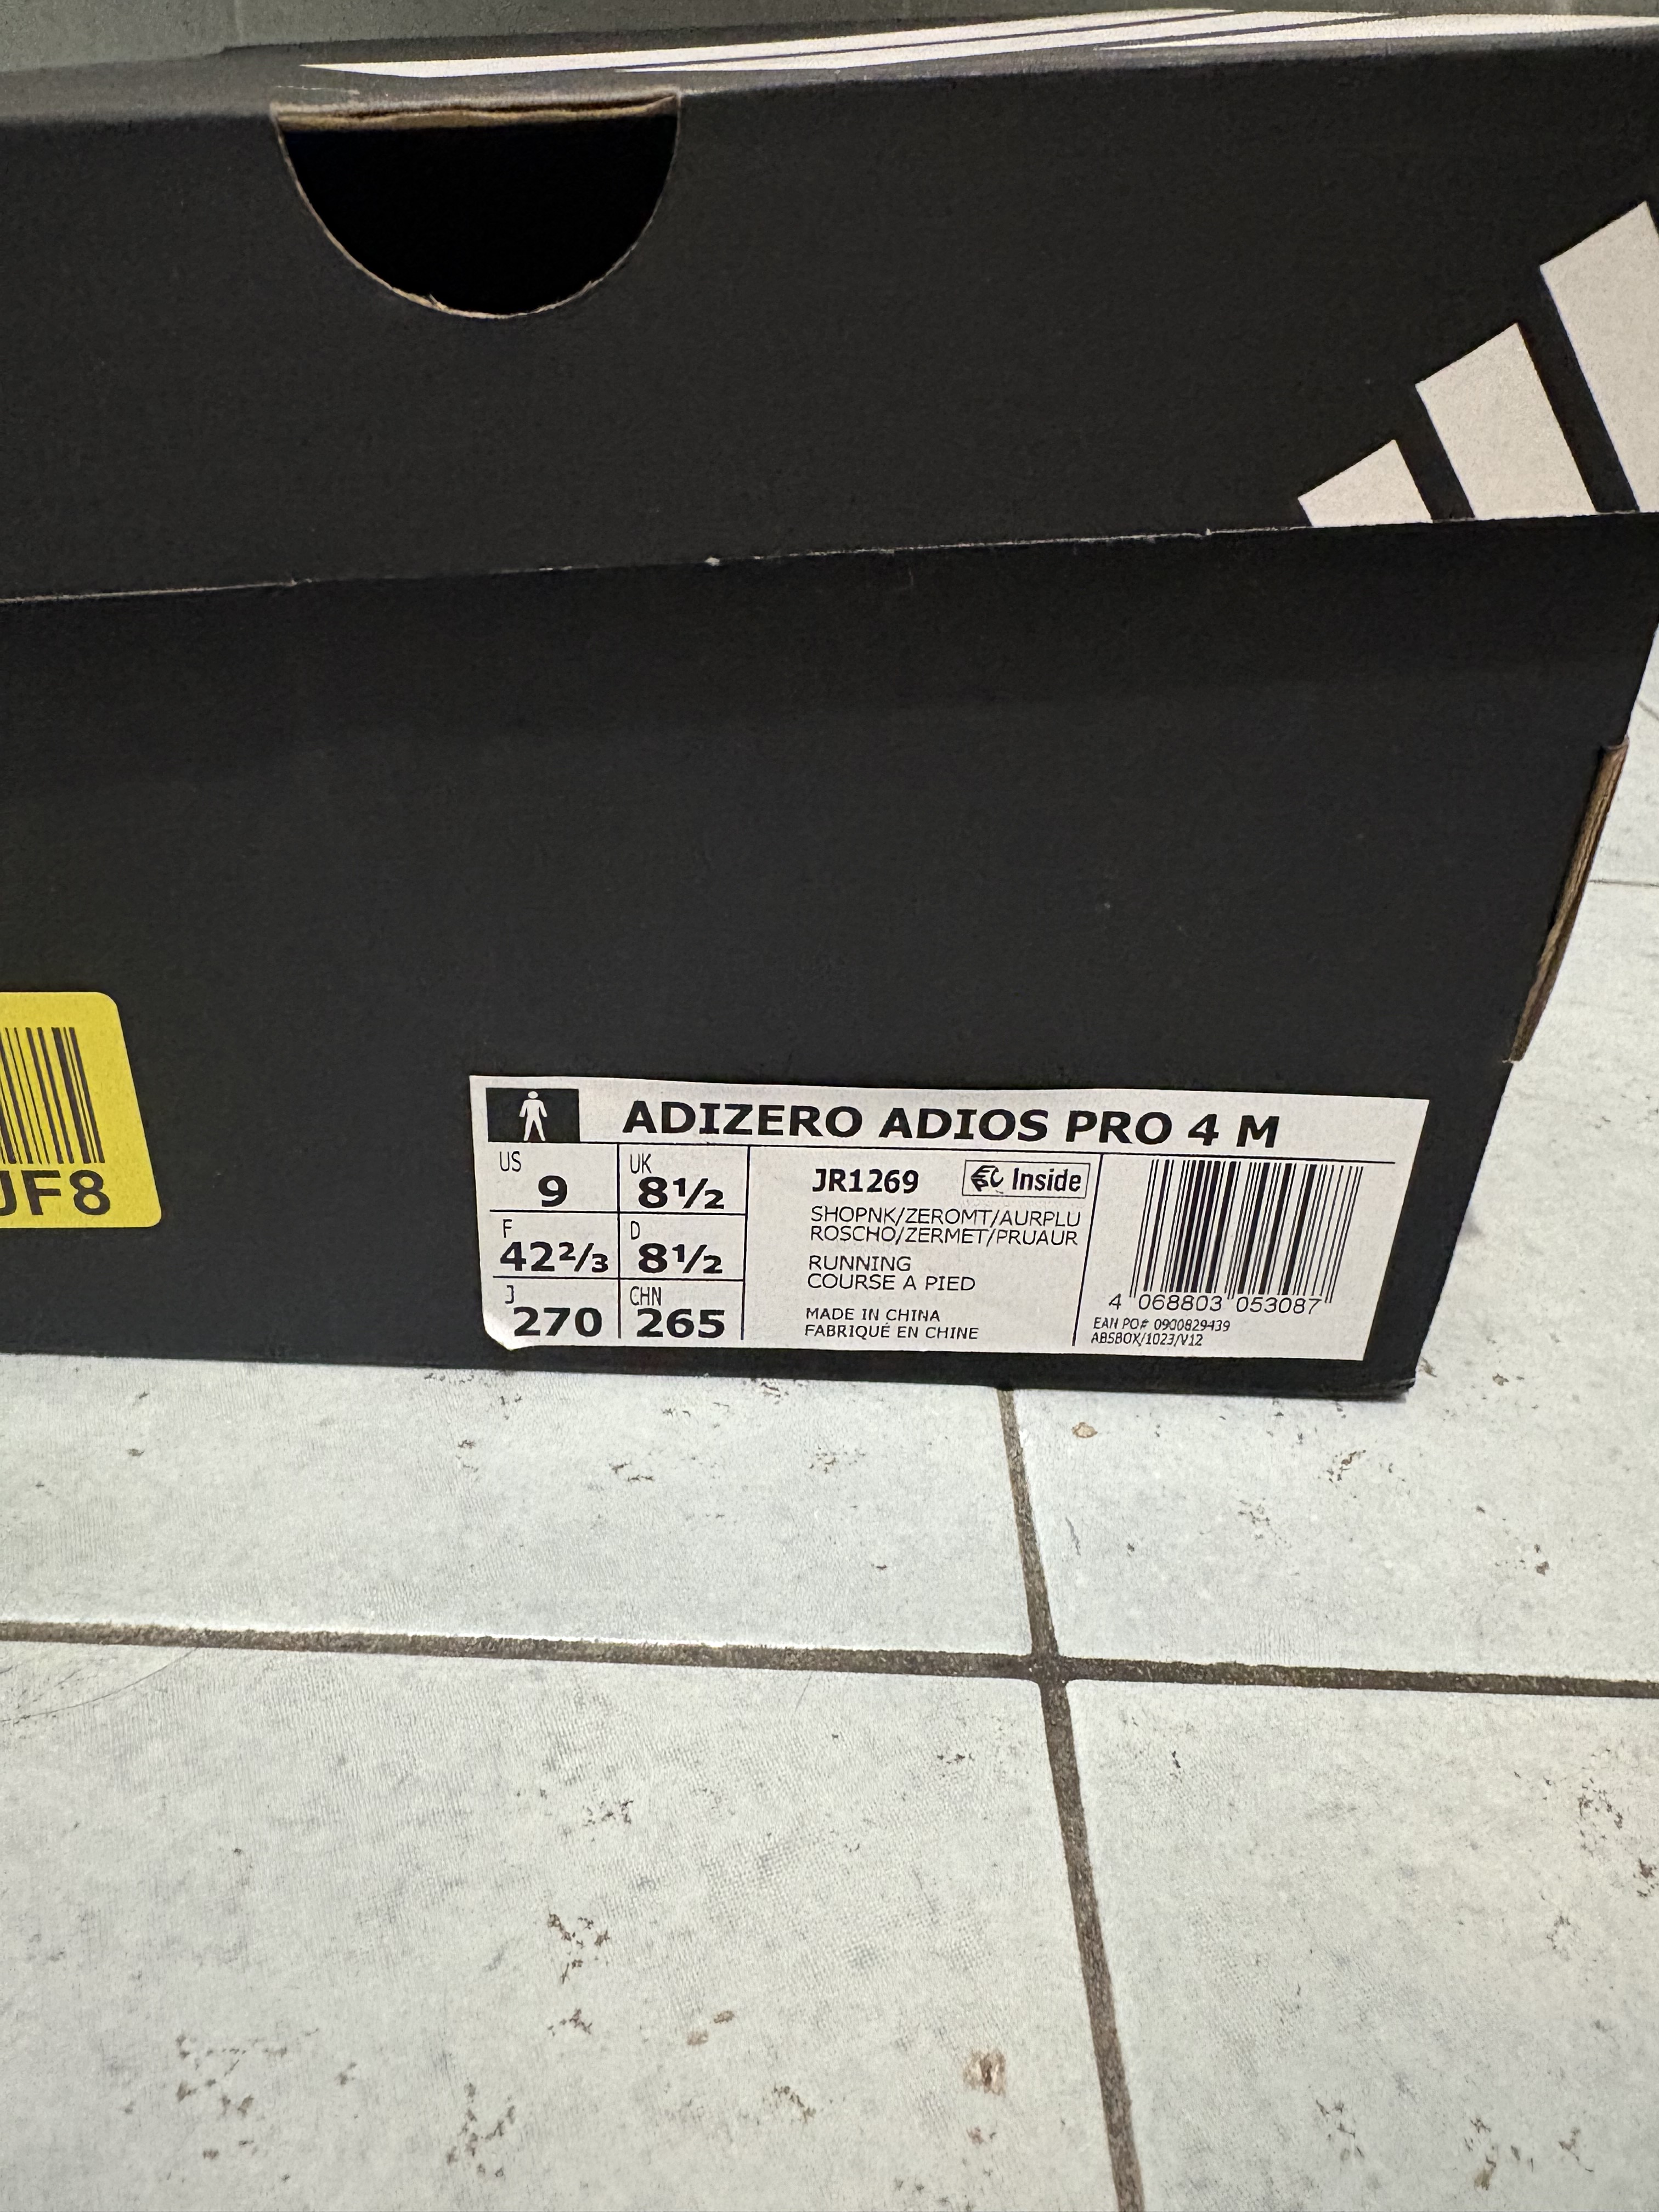 JF8
ADIZERO ADIOS PRO 4 M
US 9
UK 8½
F 42⅔
D 8½
J 270
CHN 265
JR1269 Inside
SHOPNK/ZEROMT/AURPLU
ROSCHO/ZERMET/PRUAUR
RUNNING
COURSE A PIED
MADE IN CHINA
FABRIQUÉ EN CHINE
4 068803 053087
EAN PO# 0900829439
ABSBOX/1023/V12